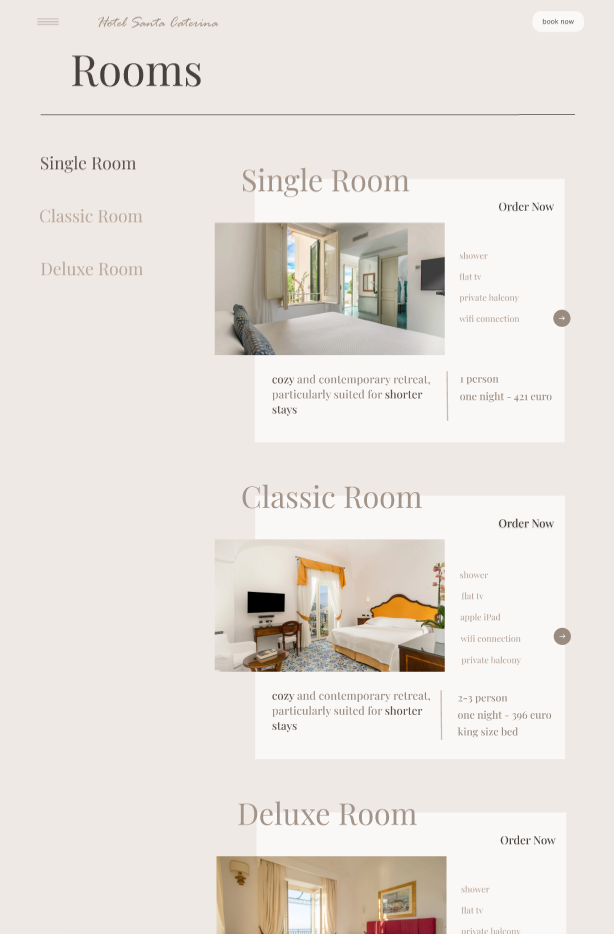 Hotel Santa Caterina
book now
Rooms
Single Room
Classic Room
Deluxe Room
Single Room
Order Now
shower
flat tv
private balcony
wifi connection
cozy and contemporary retreat,
particularly suited for shorter
stays
1 person
one night - 421 euro
Classic Room
Order Now
shower
flat tv
apple iPad
wifi connection
private balcony
cozy and contemporary retreat,
particularly suited for shorter
stays
2-3 person
one night - 396 euro
king size bed
Deluxe Room
Order Now
shower
flat tv
private balcony